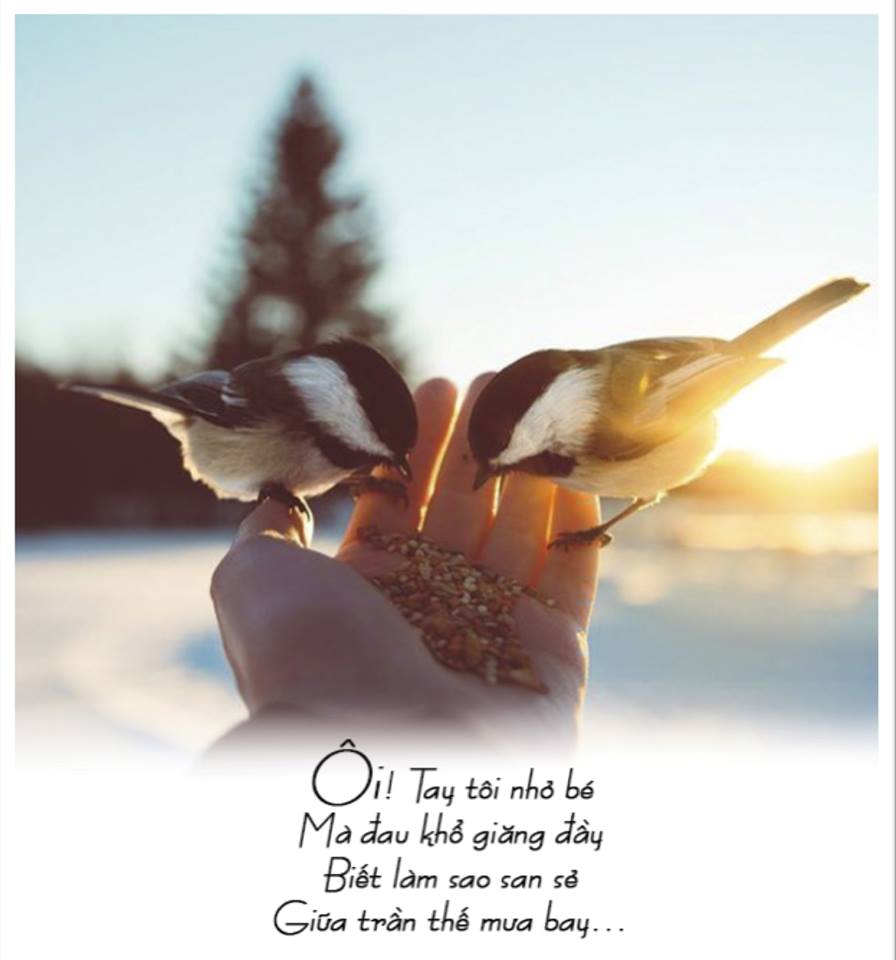 Ôi! Tay tôi nhỏ bé
Mà đau khổ giăng đầy
Biết làm sao san sẻ
Giữa trần thế mưa bay...